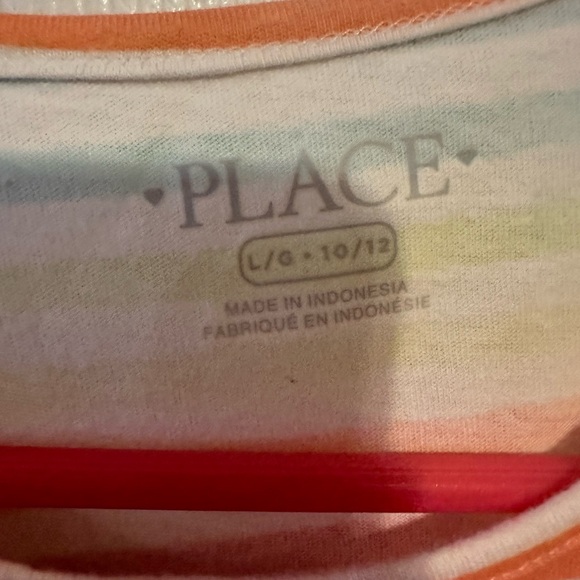 ♥PLACE♥
L/G • 10/12
MADE IN INDONESIA
FABRIQUÉ EN INDONÉSIE